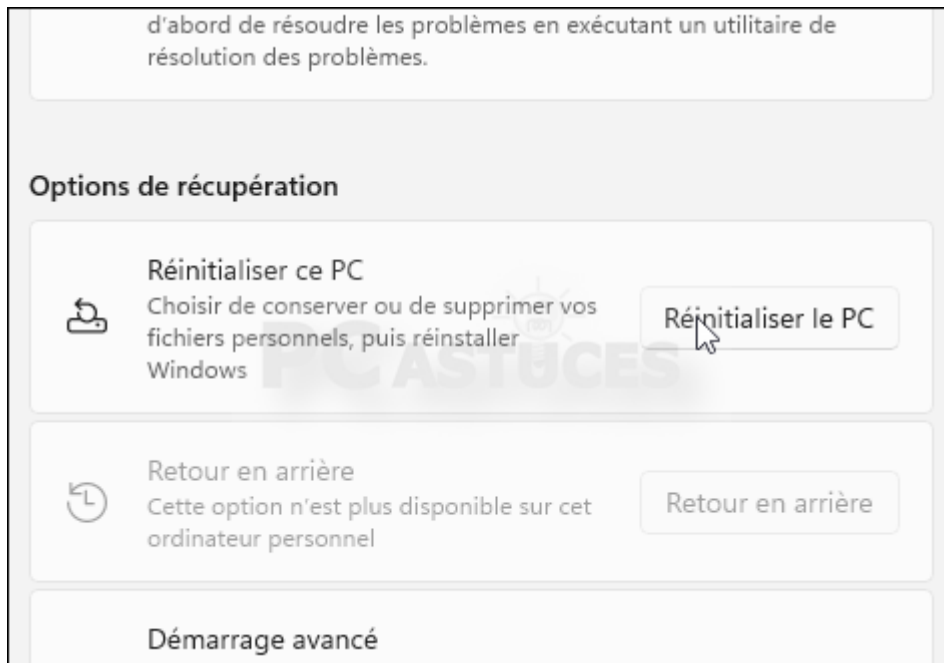 d'abord de résoudre les problèmes en exécutant un utilitaire de
résolution des problèmes.
Options de récupération
Réinitialiser ce PC
Choisir de conserver ou de supprimer vos
fichiers personnels, puis réinstaller
Windows
Réinitialiser le PC
PC ASTUCES
Retour en arrière
Cette option n'est plus disponible sur cet
ordinateur personnel
Retour en arrière
Démarrage avancé